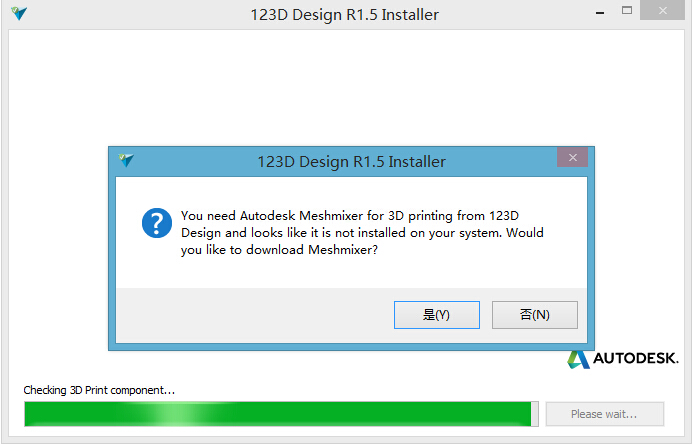 123D Design R1.5 Installer
123D Design R1.5 Installer
You need Autodesk Meshmixer for 3D printing from 123D
Design and looks like it is not installed on your system. Would
you like to download Meshmixer?
是(Y)
否(N)
AUTODESK.
Checking 3D Print component...
Please wait...